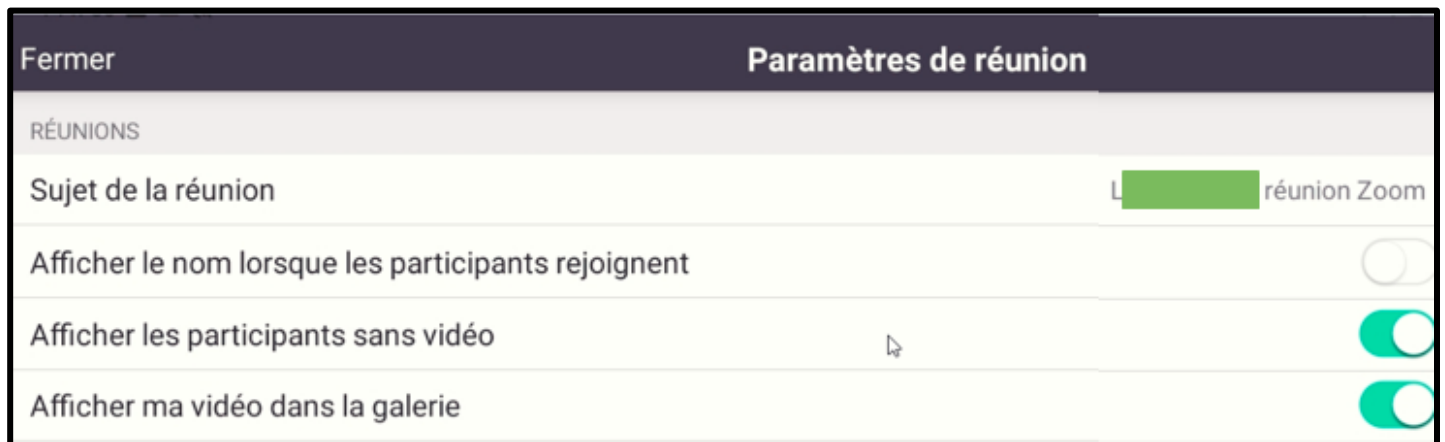 Fermer
Paramètres de réunion
RÉUNIONS
Sujet de la réunion
réunion Zoom
Afficher le nom lorsque les participants rejoignent
Afficher les participants sans vidéo
Afficher ma vidéo dans la galerie